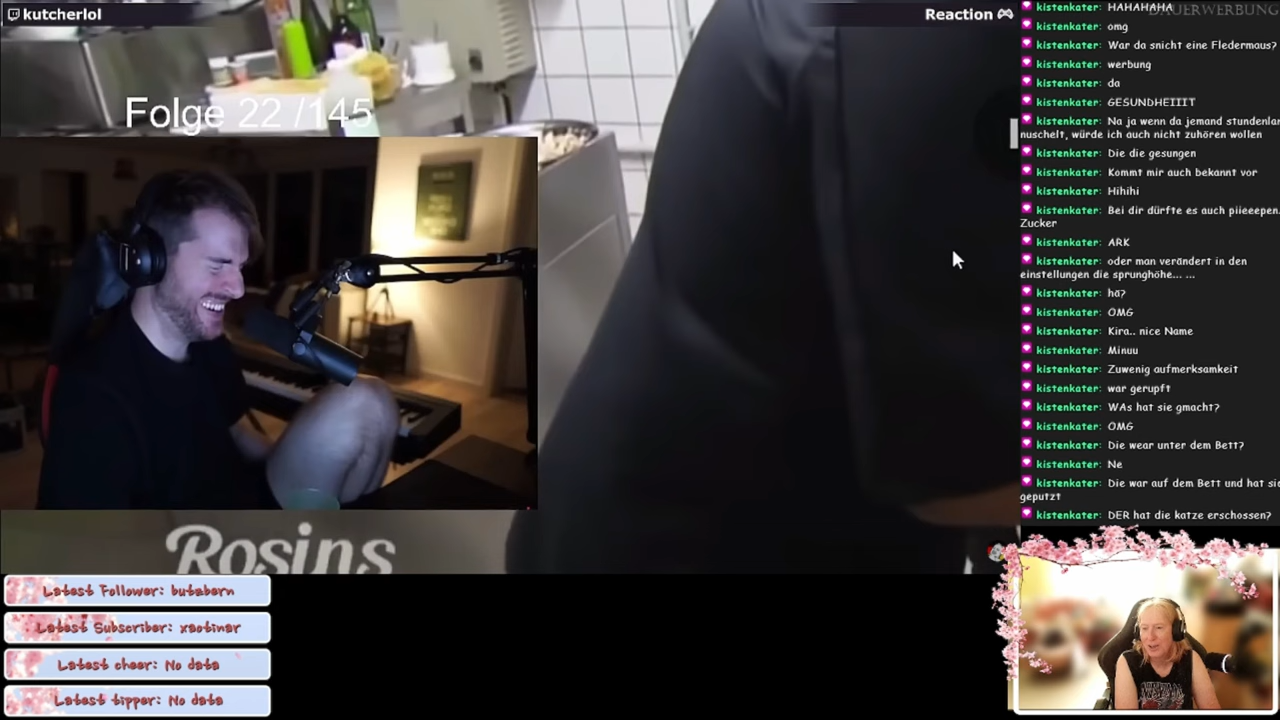 kutcherlol
Reaction
DAUERWERBUNG
kistenkater: HAHAHAHA
kistenkater: omg
kistenkater: War da snicht eine Fledermaus?
kistenkater: werbung
kistenkater: da
kistenkater: GESUNDHEIIIT
kistenkater: Na ja wenn da jemand stundenlan
nuschelt, würde ich auch nicht zuhören wollen
kistenkater: Die die gesungen
kistenkater: Kommt mir auch bekannt vor
kistenkater: Hihihi
kistenkater: Bei dir dürfte es auch piieeepen.
Zucker
kistenkater: ARK
kistenkater: oder man verändert in den
einstellungen die sprunghöhe... ...
kistenkater: hä?
kistenkater: OMG
kistenkater: Kira.. nice Name
kistenkater: Minuu
kistenkater: Zuwenig aufmerksamkeit
kistenkater: war gerupft
kistenkater: WAs hat sie gmacht?
kistenkater: OMG
kistenkater: Die wear unter dem Bett?
kistenkater: Ne
kistenkater: Die war auf dem Bett und hat sie
geputzt
kistenkater: DER hat die katze erschossen?
Folge 22 /145
Rosins
Latest Follower: butabern
Latest Subscriber: xaotinar
Latest cheer: No data
Latest tipper: No data